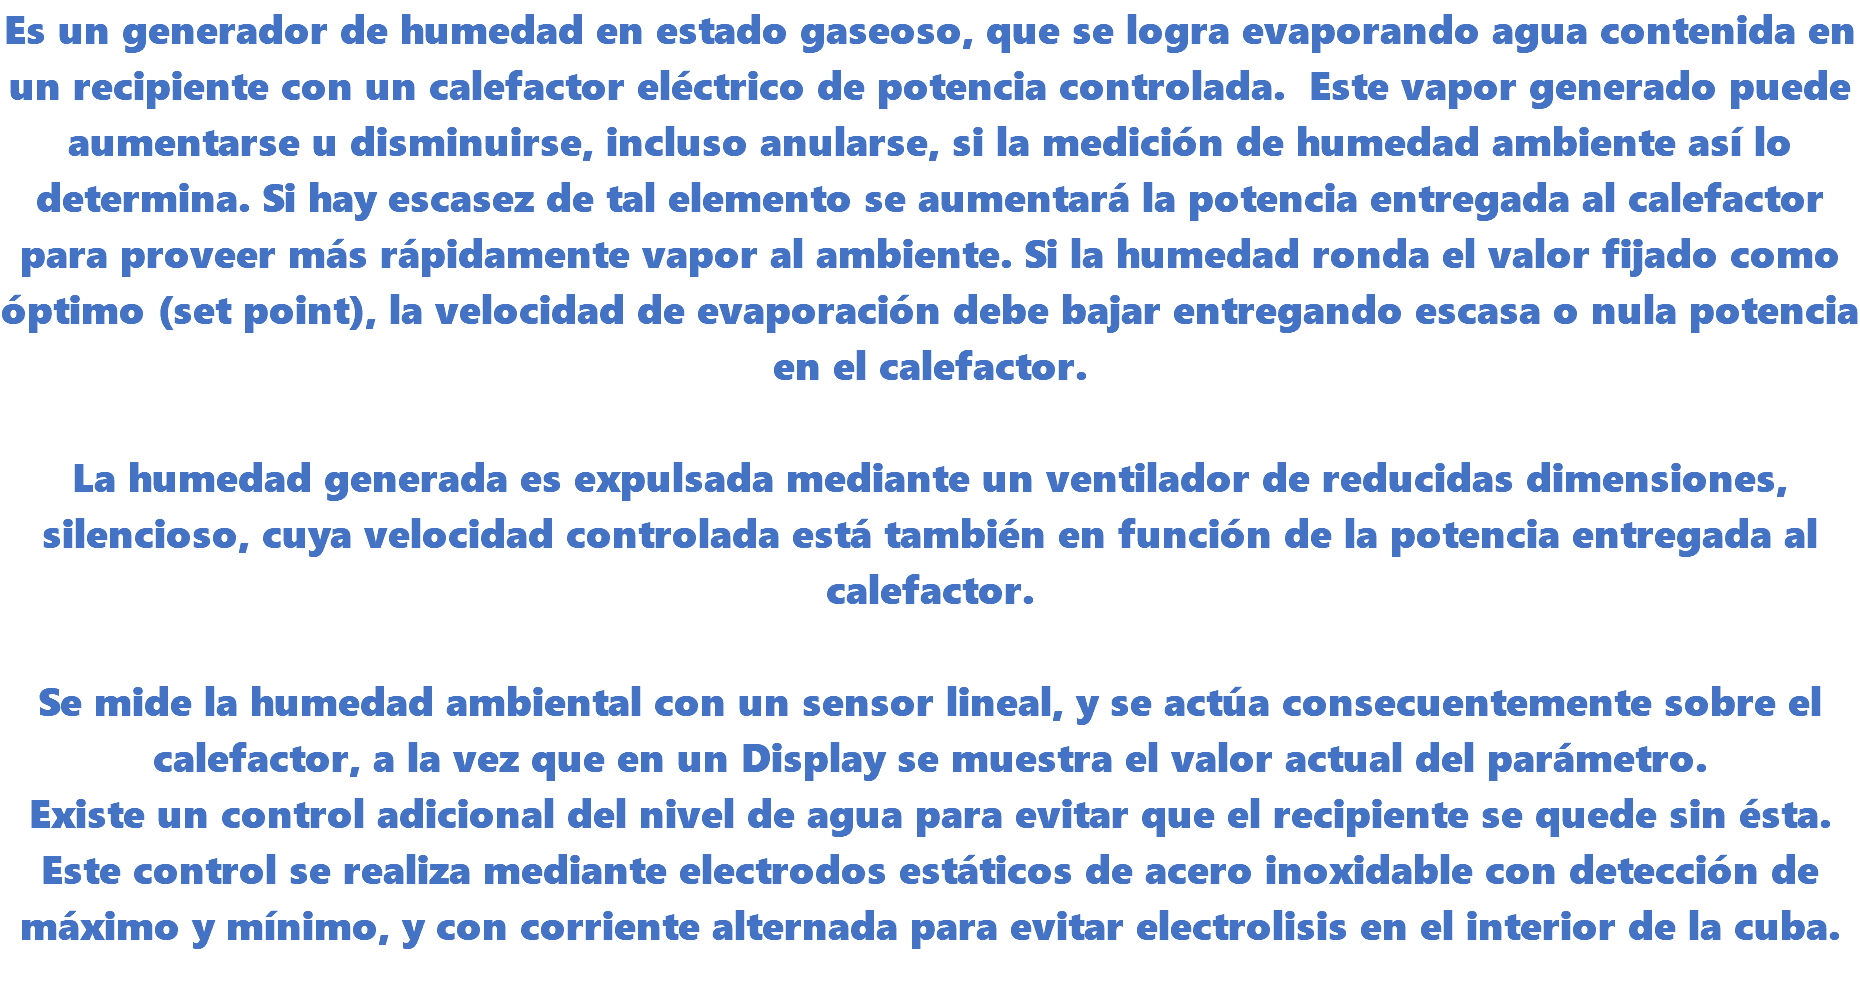 Es un generador de humedad en estado gaseoso, que se logra evaporando agua contenida en
un recipiente con un calefactor eléctrico de potencia controlada.  Este vapor generado puede
aumentarse u disminuirse, incluso anularse, si la medición de humedad ambiente así lo
determina. Si hay escasez de tal elemento se aumentará la potencia entregada al calefactor
para proveer más rápidamente vapor al ambiente. Si la humedad ronda el valor fijado como
óptimo (set point), la velocidad de evaporación debe bajar entregando escasa o nula potencia
en el calefactor.
La humedad generada es expulsada mediante un ventilador de reducidas dimensiones,
silencioso, cuya velocidad controlada está también en función de la potencia entregada al
calefactor.
Se mide la humedad ambiental con un sensor lineal, y se actúa consecuentemente sobre el
calefactor, a la vez que en un Display se muestra el valor actual del parámetro.
Existe un control adicional del nivel de agua para evitar que el recipiente se quede sin ésta.
Este control se realiza mediante electrodos estáticos de acero inoxidable con detección de
máximo y mínimo, y con corriente alternada para evitar electrolisis en el interior de la cuba.